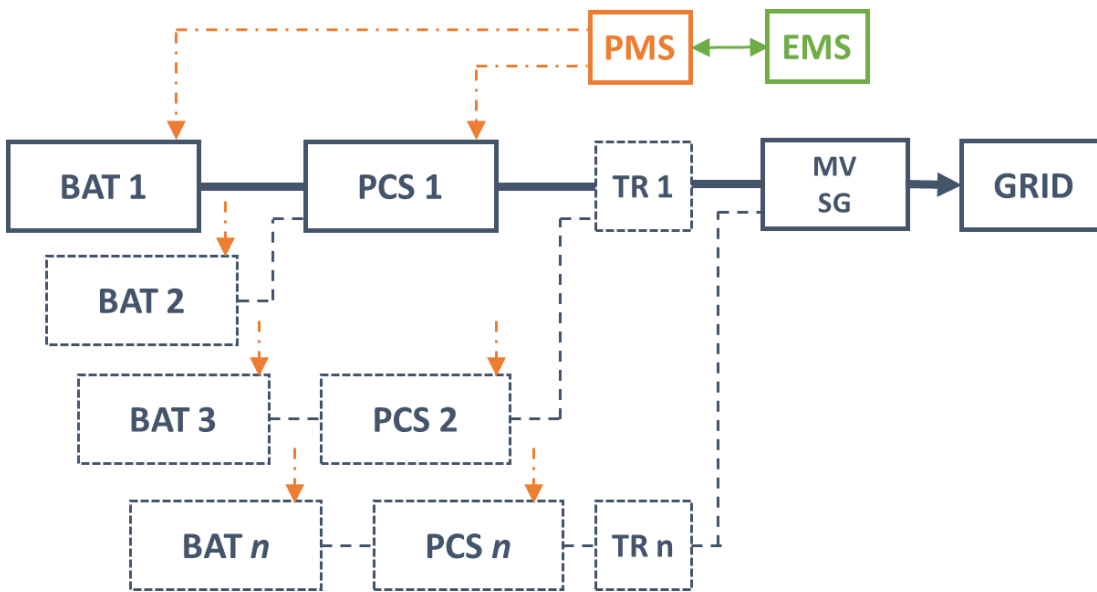 PMS
EMS
BAT 1
PCS 1
TR 1
MV
SG
GRID
BAT 2
BAT 3
PCS 2
BAT n
PCS n
TR n